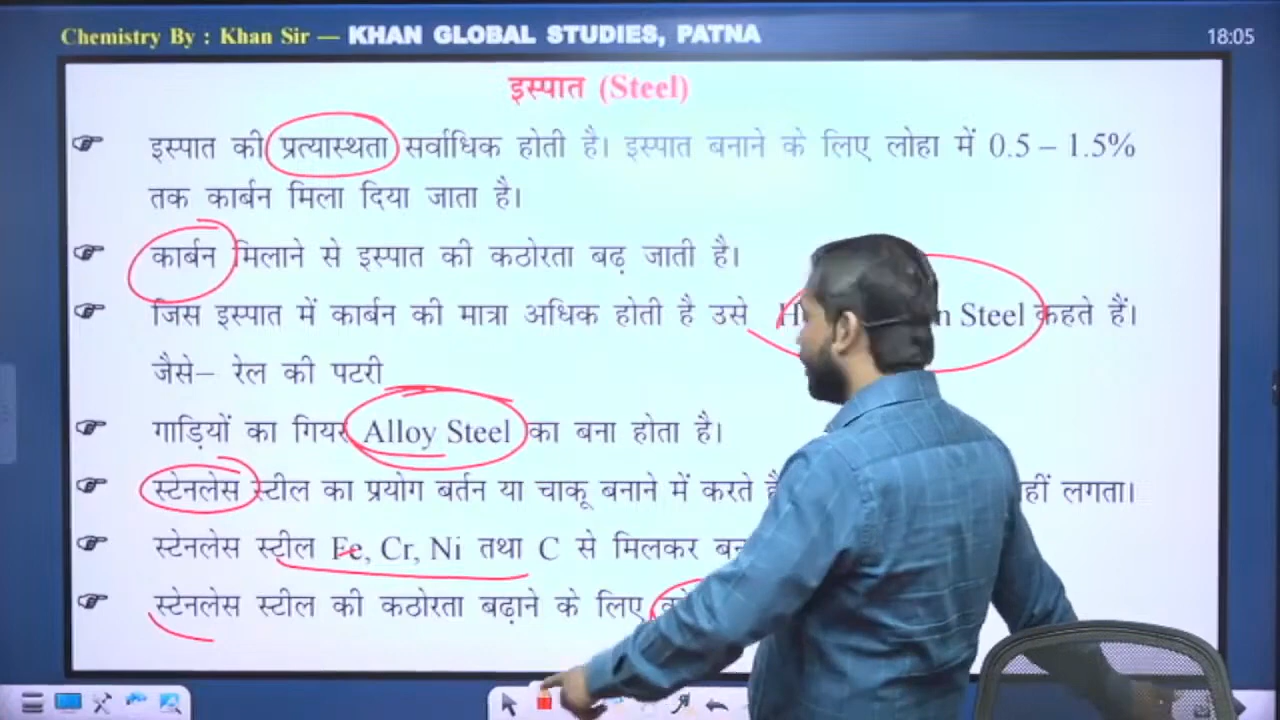 Chemistry By : Khan Sir — KHAN GLOBAL STUDIES, PATNA
18:05
इस्पात (Steel)
इस्पात की प्रत्यास्थता सर्वाधिक होती है। इस्पात बनाने के लिए लोहा में 0.5 – 1.5%
तक कार्बन मिला दिया जाता है।
कार्बन मिलाने से इस्पात की कठोरता बढ़ जाती है।
जिस इस्पात में कार्बन की मात्रा अधिक होती है उसे Steel कहते हैं।
जैसे– रेल की पटरी
गाड़ियों का गियर Alloy Steel का बना होता है।
स्टेनलेस स्टील का प्रयोग बर्तन या चाकू बनाने में करते लगता।
स्टेनलेस स्टील Fe, Cr, Ni तथा C से मिलकर
स्टेनलेस स्टील की कठोरता बढ़ाने के लिए